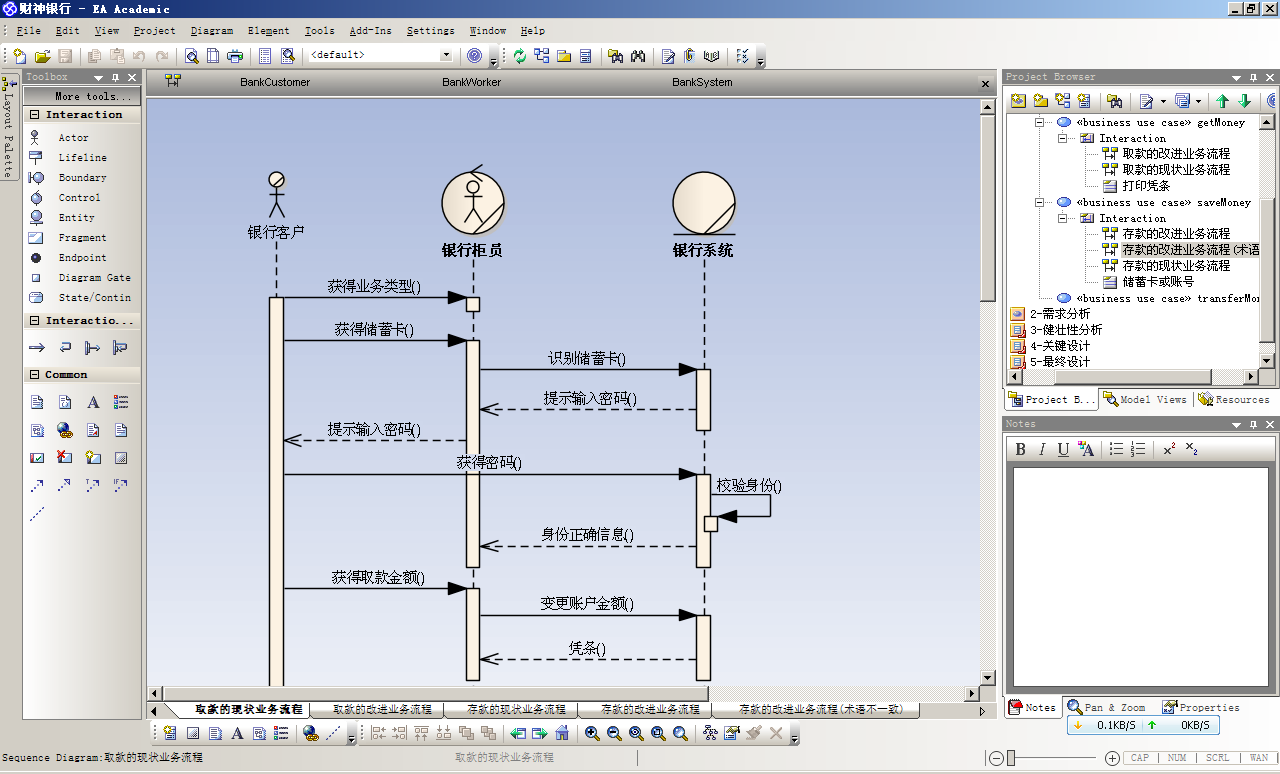 财神银行 - EA Academic
File Edit View Project Diagram Element Tools Add-Ins Settings Window Help
<default>
Layout Palette
Toolbox
More tools...
Interaction
Actor
Lifeline
Boundary
Control
Entity
Fragment
Endpoint
Diagram Gate
State/Contin
Interactio...
Common
BankCustomer BankWorker BankSystem
银行客户 银行柜员 银行系统
获得业务类型()
获得储蓄卡()
识别储蓄卡()
提示输入密码()
提示输入密码()
获得密码()
校验身份()
身份正确信息()
获得取款金额()
变更账户金额()
凭条()
取款的现状业务流程 取款的改进业务流程 存款的现状业务流程 存款的改进业务流程 存款的改进业务流程(术语不一致)
Project Browser
«business use case» getMoney
Interaction
取款的改进业务流程
取款的现状业务流程
打印凭条
«business use case» saveMoney
Interaction
存款的改进业务流程
存款的改进业务流程(术语
存款的现状业务流程
储蓄卡或账号
«business use case» transferMon
2-需求分析
3-健壮性分析
4-关键设计
5-最终设计
Project B... Model Views Resources
Notes
B I U A x² x₂
Notes Pan & Zoom Properties
0.1KB/S 0KB/S
Sequence Diagram:取款的现状业务流程 取款的现状业务流程 CAP NUM SCRL WAN